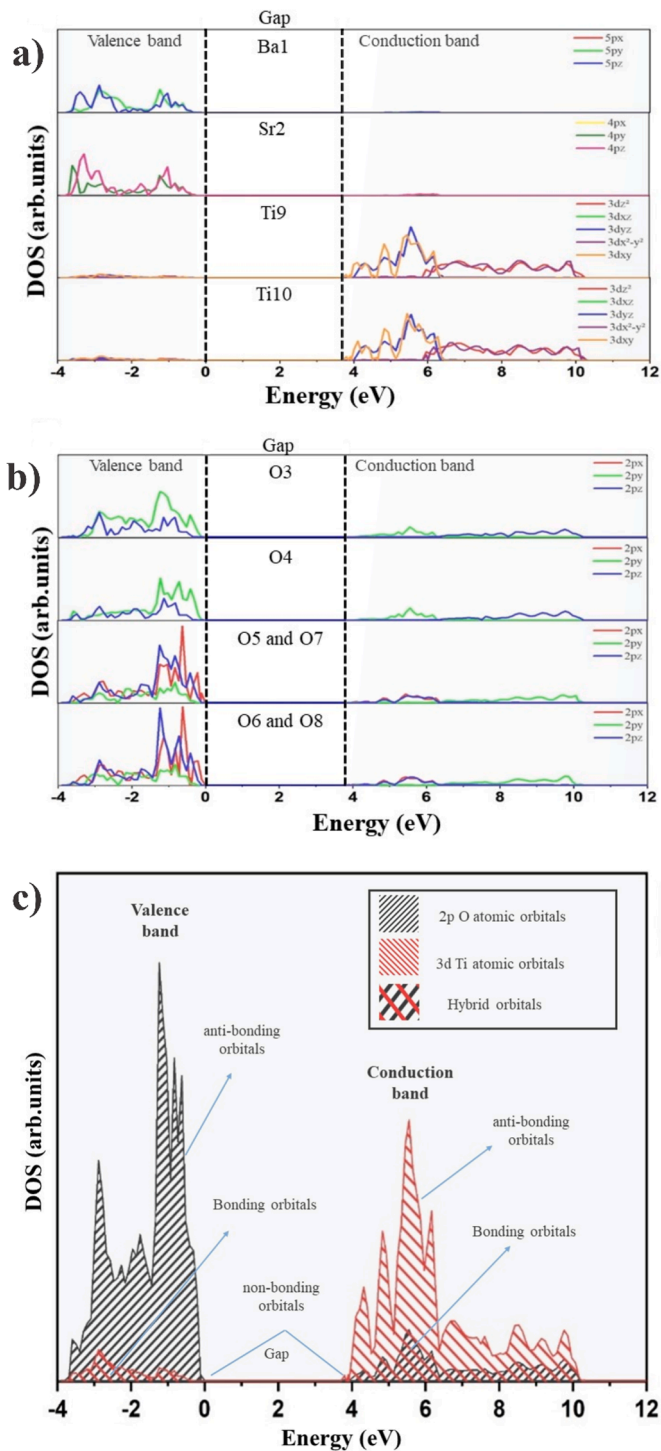 a)
Gap
Valence band
Ba1
Conduction band
5px
5py
5pz
Sr2
4px
4py
4pz
Ti9
3dz²
3dxz
3dyz
3dx²-y²
3dxy
Ti10
3dz²
3dxz
3dyz
3dx²-y²
3dxy
DOS (arb.units)
-4 -2 0 2 4 6 8 10 12
Energy (eV)
b)
Gap
Valence band
O3
Conduction band
2px
2py
2pz
O4
2px
2py
2pz
O5 and O7
2px
2py
2pz
O6 and O8
2px
2py
2pz
DOS (arb.units)
-4 -2 0 2 4 6 8 10 12
Energy (eV)
c)
Valence
band
2p O atomic orbitals
3d Ti atomic orbitals
Hybrid orbitals
anti-bonding
orbitals
Conduction
band
anti-bonding
orbitals
Bonding orbitals
Bonding orbitals
non-bonding
orbitals
Gap
DOS (arb.units)
-4 -2 0 2 4 6 8 10 12
Energy (eV)